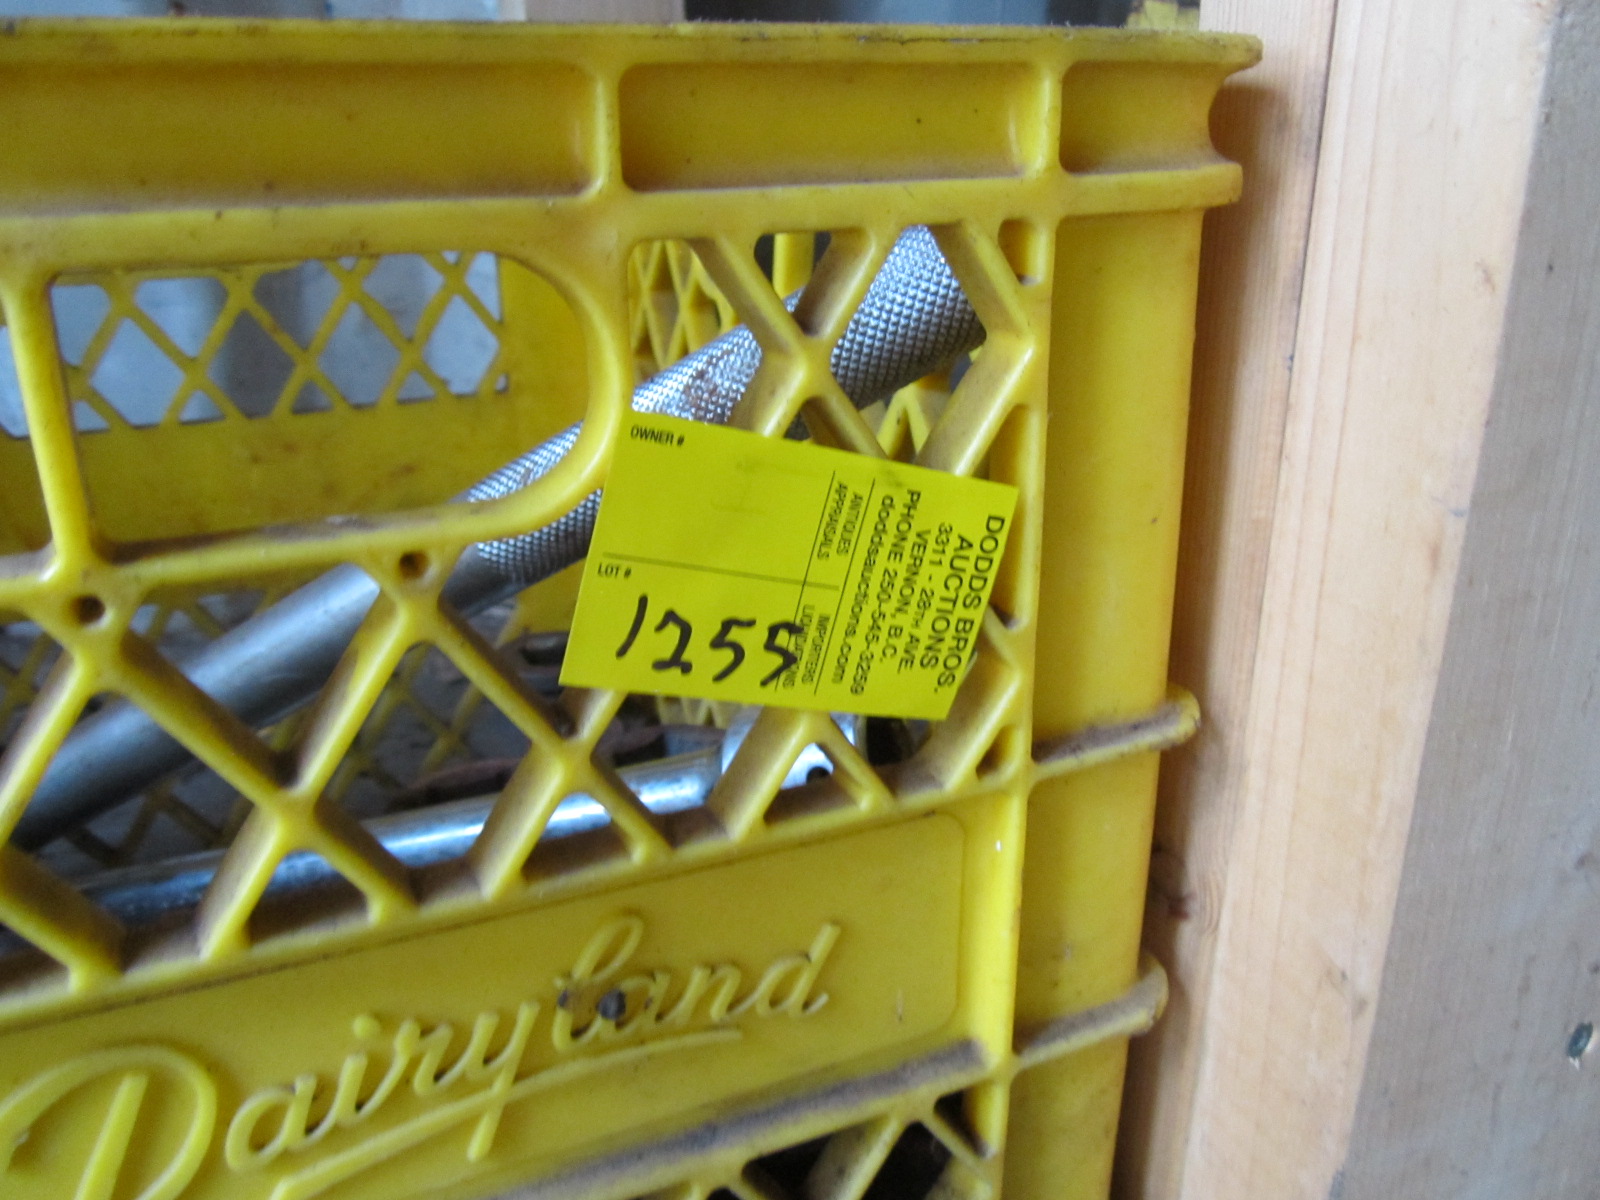 OWNER #
LOT #
1255
ANTIQUES
APPRAISALS
IMPORTERS
DODDS BROS.
AUCTIONS
3311 - 28TH AVE.
VERNON, B.C.
PHONE 250-545-3259
doddsauctions.com
Dairyland